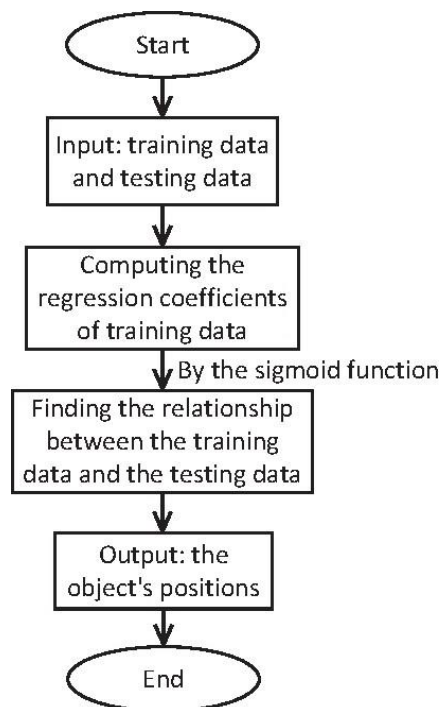 Start
Input: training data
and testing data
Computing the
regression coefficients
of training data
By the sigmoid function
Finding the relationship
between the training
data and the testing data
Output: the
object's positions
End